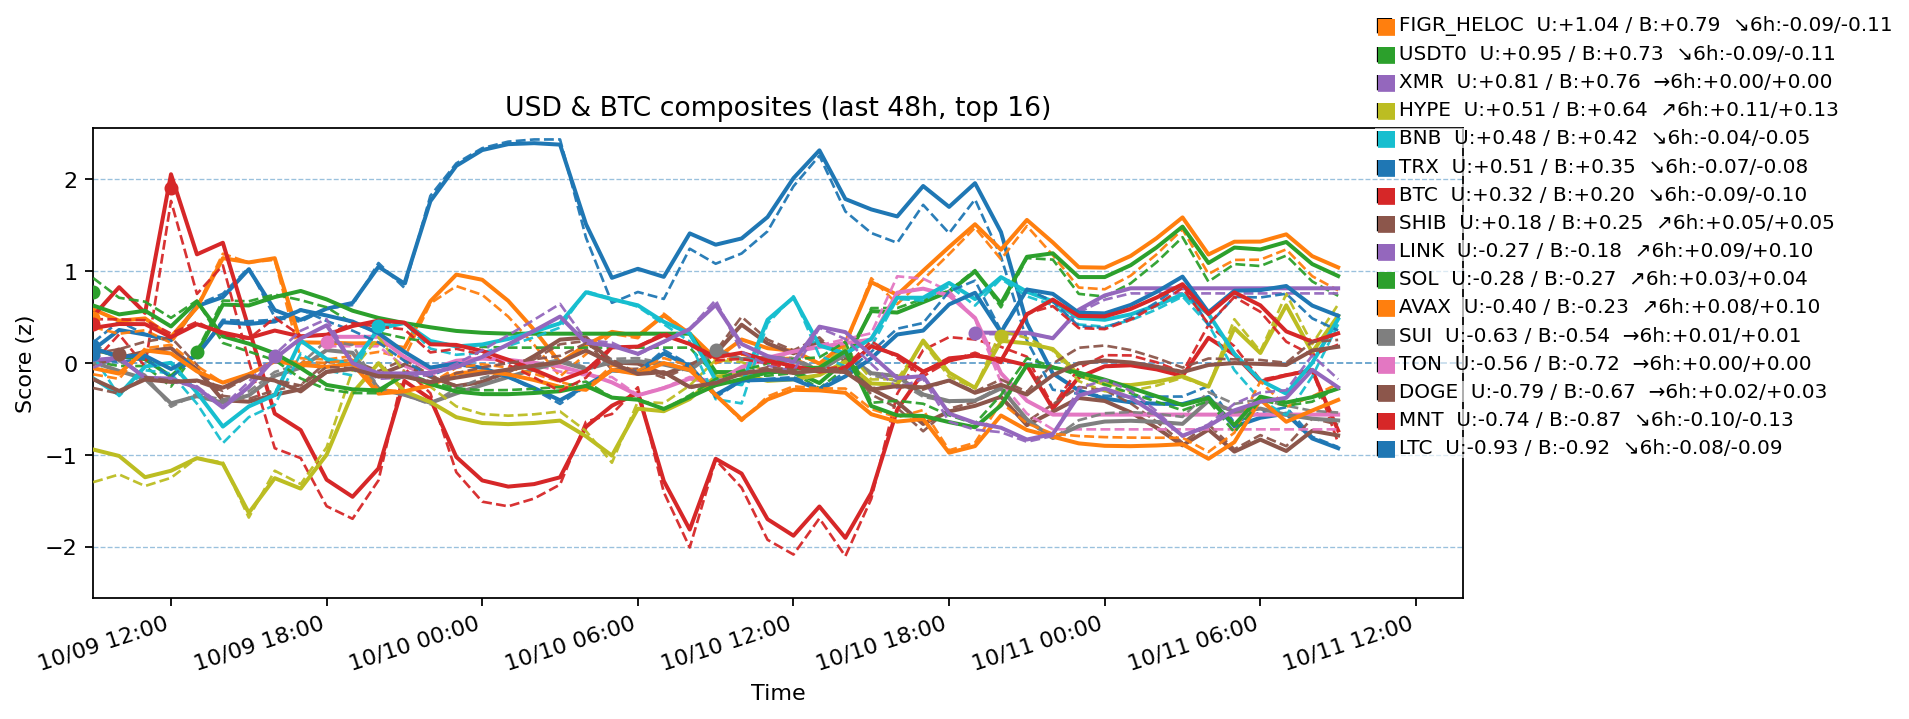 FIGR_HELOC U:+1.04 / B:+0.79 ↘6h:-0.09/-0.11
USDT0 U:+0.95 / B:+0.73 ↘6h:-0.09/-0.11
XMR U:+0.81 / B:+0.76 →6h:+0.00/+0.00
HYPE U:+0.51 / B:+0.64 ↗6h:+0.11/+0.13
BNB U:+0.48 / B:+0.42 ↘6h:-0.04/-0.05
TRX U:+0.51 / B:+0.35 ↘6h:-0.07/-0.08
BTC U:+0.32 / B:+0.20 ↘6h:-0.09/-0.10
SHIB U:+0.18 / B:+0.25 ↗6h:+0.05/+0.05
LINK U:-0.27 / B:-0.18 ↗6h:+0.09/+0.10
SOL U:-0.28 / B:-0.27 ↗6h:+0.03/+0.04
AVAX U:-0.40 / B:-0.23 ↗6h:+0.08/+0.10
SUI U:-0.63 / B:-0.54 →6h:+0.01/+0.01
TON U:-0.56 / B:-0.72 →6h:+0.00/+0.00
DOGE U:-0.79 / B:-0.67 →6h:+0.02/+0.03
MNT U:-0.74 / B:-0.87 ↘6h:-0.10/-0.13
LTC U:-0.93 / B:-0.92 ↘6h:-0.08/-0.09
USD & BTC composites (last 48h, top 16)
Score (z)
2
1
0
−1
−2
10/09 12:00
10/09 18:00
10/10 00:00
10/10 06:00
10/10 12:00
10/10 18:00
10/11 00:00
10/11 06:00
10/11 12:00
Time